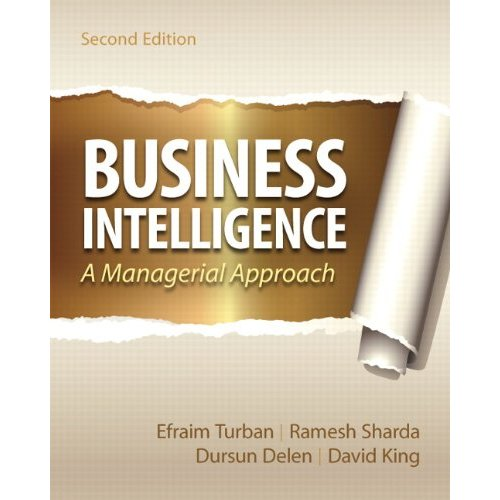 Second Edition
BUSINESS
INTELLIGENCE
A Managerial Approach
Efraim Turban | Ramesh Sharda
Dursun Delen | David King